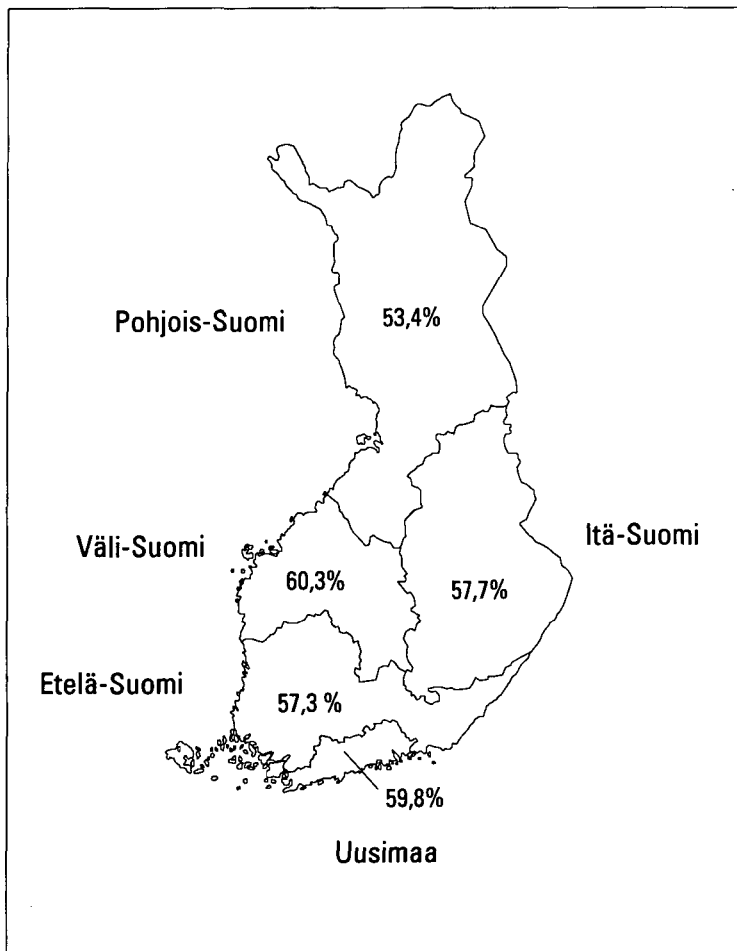 Pohjois-Suomi
53,4%
Väli-Suomi
Itä-Suomi
60,3%
57,7%
Etelä-Suomi
57,3 %
59,8%
Uusimaa